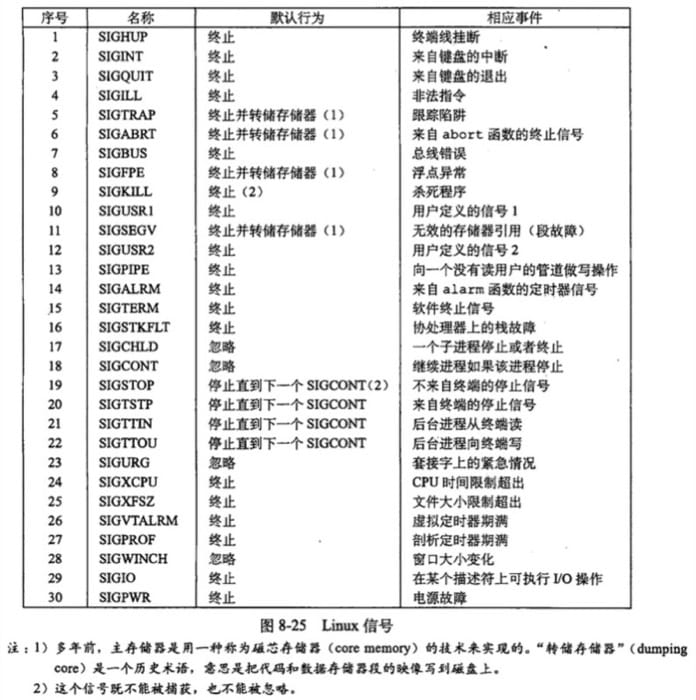 序号 名称 默认行为 相应事件
1 SIGHUP 终止 终端线挂断
2 SIGINT 终止 来自键盘的中断
3 SIGQUIT 终止 来自键盘的退出
4 SIGILL 终止 非法指令
5 SIGTRAP 终止并转储存储器（1） 跟踪陷阱
6 SIGABRT 终止并转储存储器（1） 来自 abort 函数的终止信号
7 SIGBUS 终止 总线错误
8 SIGFPE 终止并转储存储器（1） 浮点异常
9 SIGKILL 终止（2） 杀死程序
10 SIGUSR1 终止 用户定义的信号 1
11 SIGSEGV 终止并转储存储器（1） 无效的存储器引用（段故障）
12 SIGUSR2 终止 用户定义的信号 2
13 SIGPIPE 终止 向一个没有读用户的管道做写操作
14 SIGALRM 终止 来自 alarm 函数的定时器信号
15 SIGTERM 终止 软件终止信号
16 SIGSTKFLT 终止 协处理器上的栈故障
17 SIGCHLD 忽略 一个子进程停止或者终止
18 SIGCONT 忽略 继续进程如果该进程停止
19 SIGSTOP 停止直到下一个 SIGCONT（2） 不来自终端的停止信号
20 SIGTSTP 停止直到下一个 SIGCONT 来自终端的停止信号
21 SIGTTIN 停止直到下一个 SIGCONT 后台进程从终端读
22 SIGTTOU 停止直到下一个 SIGCONT 后台进程向终端写
23 SIGURG 忽略 套接字上的紧急情况
24 SIGXCPU 终止 CPU 时间限制超出
25 SIGXFSZ 终止 文件大小限制超出
26 SIGVTALRM 终止 虚拟定时器期满
27 SIGPROF 终止 剖析定时器期满
28 SIGWINCH 忽略 窗口大小变化
29 SIGIO 终止 在某个描述符上可执行 I/O 操作
30 SIGPWR 终止 电源故障
图 8-25 Linux 信号
注：1）多年前，主存储器是用一种称为磁芯存储器（core memory）的技术来实现的。“转储存储器”（dumping
core）是一个历史术语，意思是把代码和数据存储器段的映像写到磁盘上。
2）这个信号既不能被捕获，也不能被忽略。